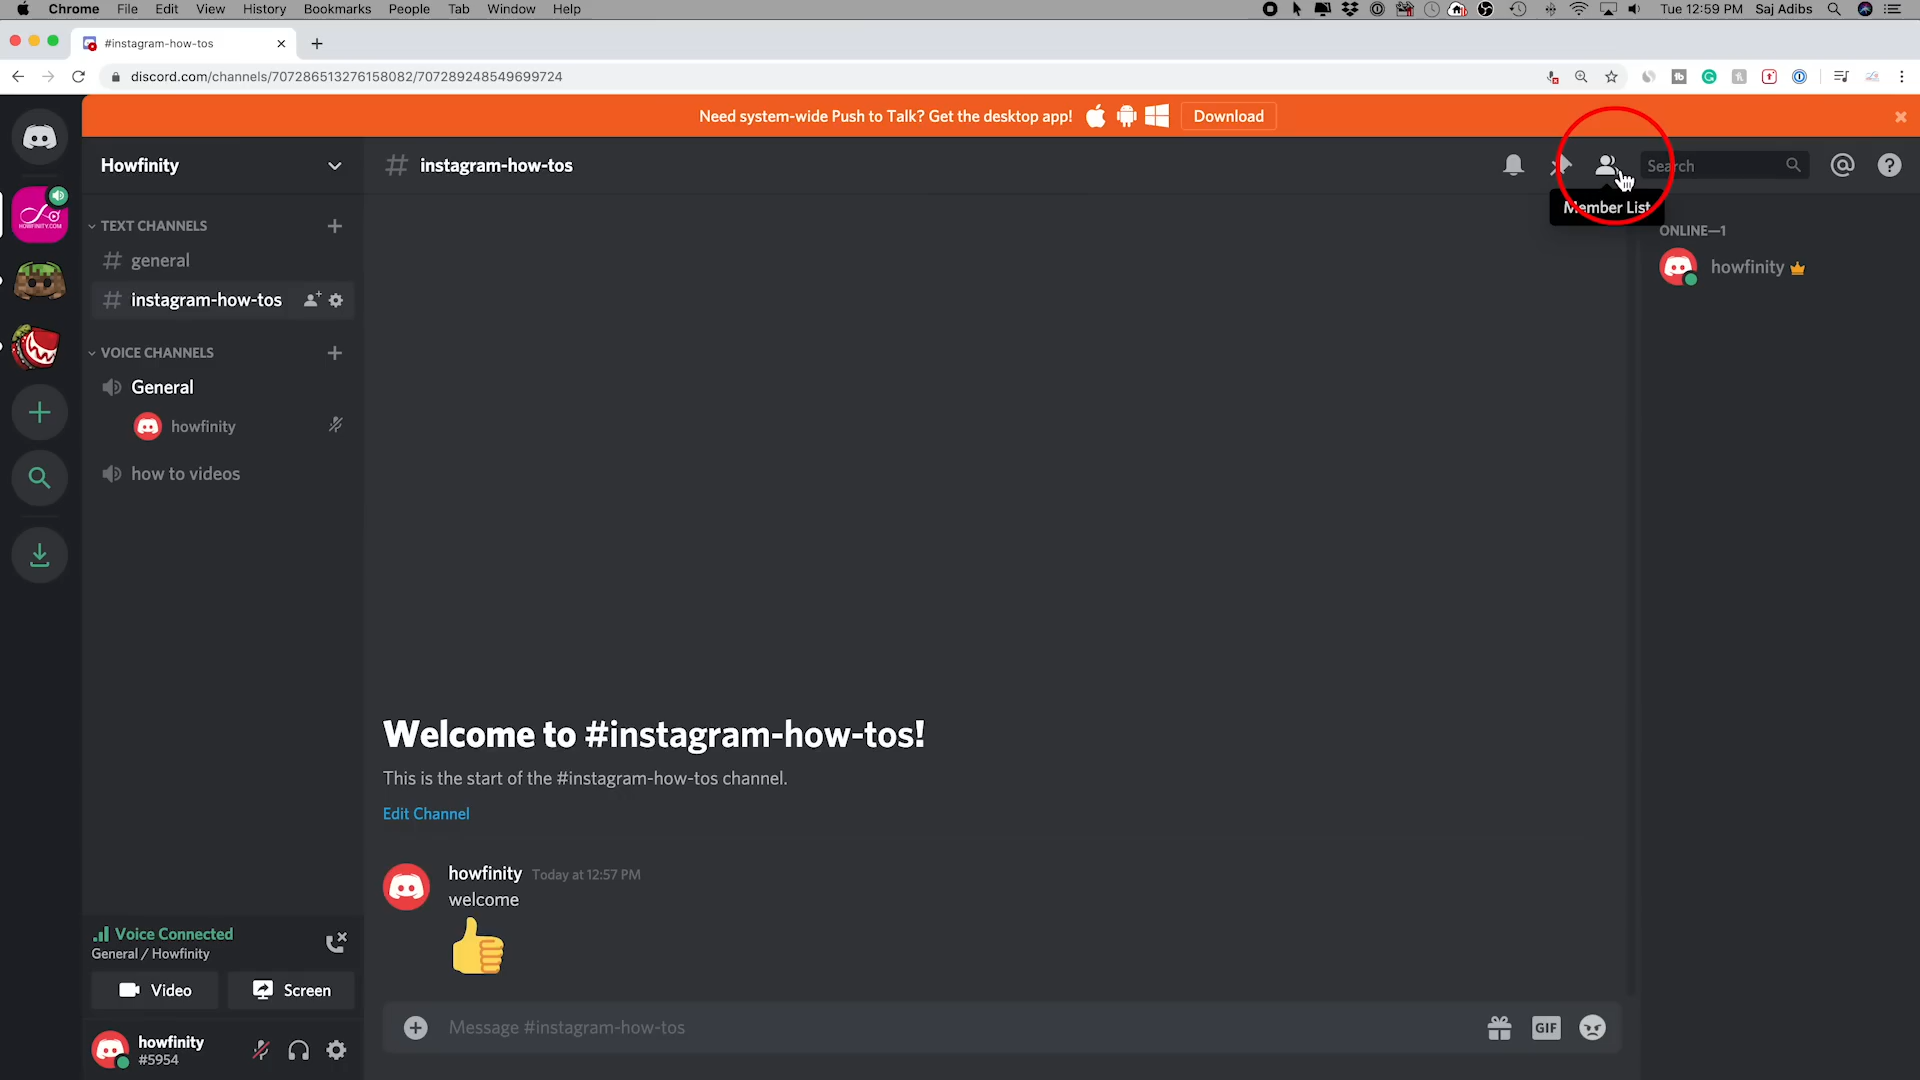 Chrome File Edit View History Bookmarks People Tab Window Help Tue 12:59 PM Saj Adibs
#instagram-how-tos
discord.com/channels/707286513276158082/707289248549699724
Need system-wide Push to Talk? Get the desktop app! Download
Howfinity
# instagram-how-tos
Search
Member List
HOWFINITY.COM
TEXT CHANNELS
# general
# instagram-how-tos
VOICE CHANNELS
General
howfinity
how to videos
ONLINE—1
howfinity
Welcome to #instagram-how-tos!
This is the start of the #instagram-how-tos channel.
Edit Channel
howfinity Today at 12:57 PM
welcome
Voice Connected
General / Howfinity
Video Screen
howfinity
#5954
Message #instagram-how-tos
GIF